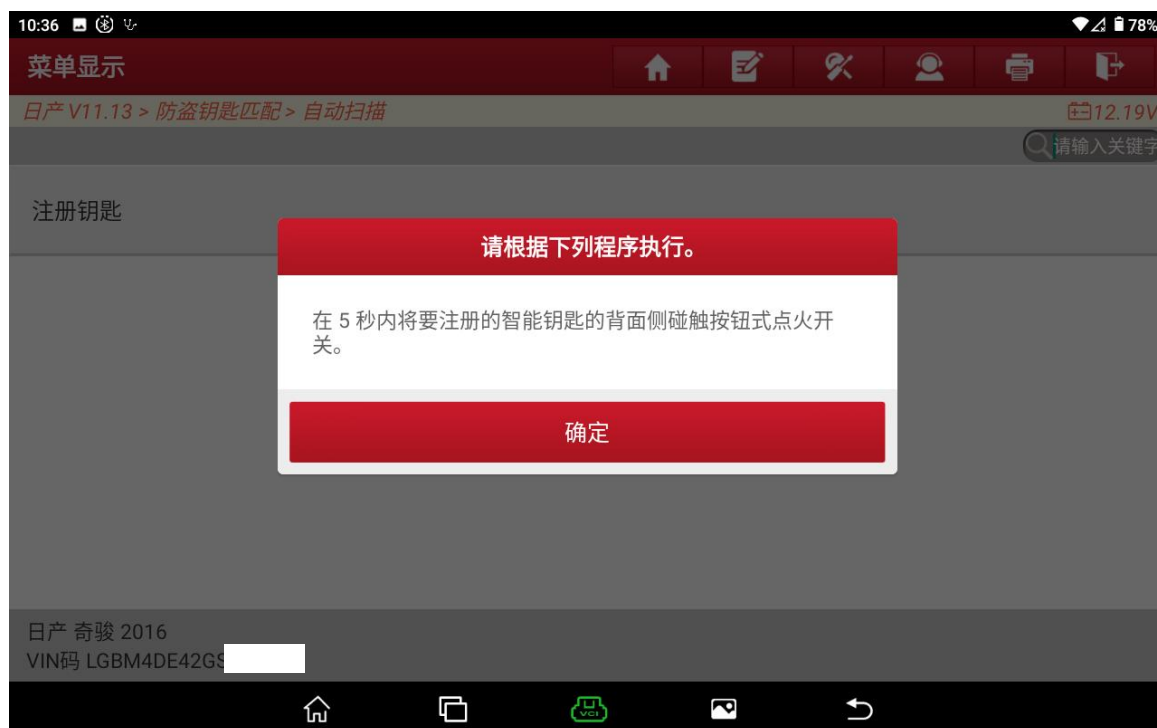 10:36
78%
菜单显示
日产 V11.13 > 防盗钥匙匹配 > 自动扫描
12.19V
请输入关键字
注册钥匙
请根据下列程序执行。
在 5 秒内将要注册的智能钥匙的背面侧碰触按钮式点火开
关。
确定
日产 奇骏 2016
VIN码 LGBM4DE42GS
VCI